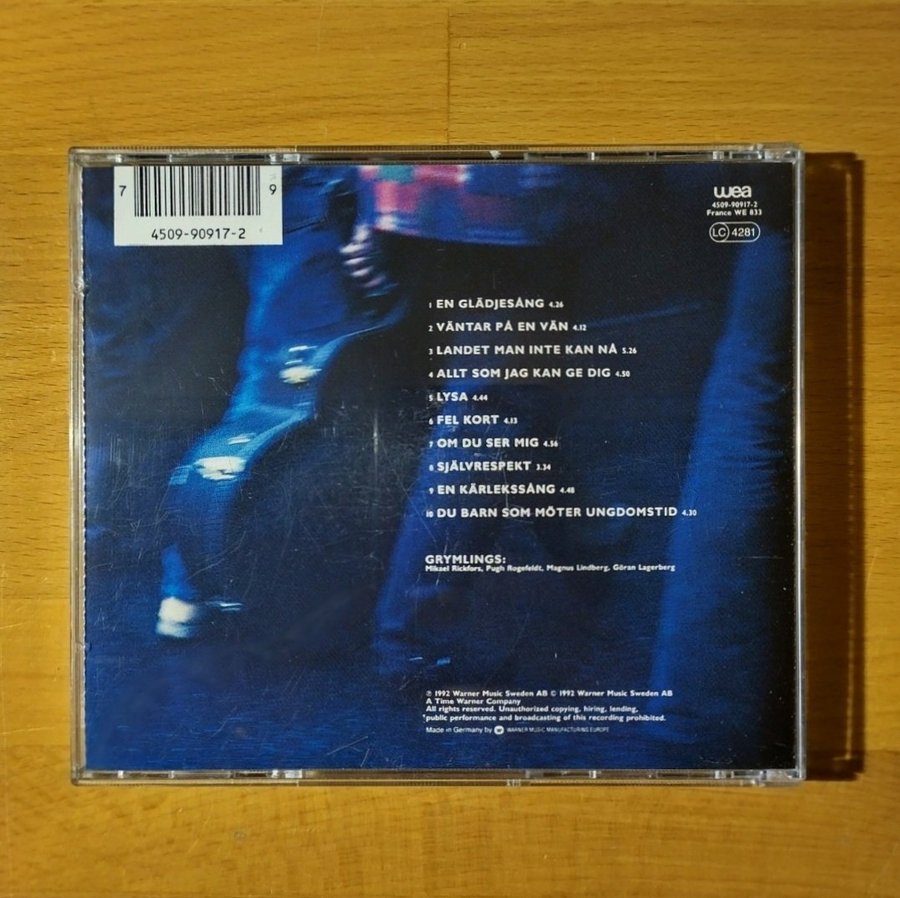 7 9
4509-90917-2
wea
4509-90917-2
France WE 833
LC 4281
1 EN GLÄDJESÅNG 4.26
2 VÄNTAR PÅ EN VÄN 4.12
3 LANDET MAN INTE KAN NÅ 5.26
4 ALLT SOM JAG KAN GE DIG 4.50
5 LYSA 4.44
6 FEL KORT 4.13
7 OM DU SER MIG 4.56
8 SJÄLVRESPEKT 3.34
9 EN KÄRLEKSSÅNG 4.48
10 DU BARN SOM MÖTER UNGDOMSTID 4.30
GRYMLINGS:
Mikael Rickfors, Pugh Rogefeldt, Magnus Lindberg, Göran Lagerberg
℗ 1992 Warner Music Sweden AB © 1992 Warner Music Sweden AB
A Time Warner Company
All rights reserved. Unauthorized copying, hiring, lending,
public performance and broadcasting of this recording prohibited.
Made in Germany by WARNER MUSIC MANUFACTURING EUROPE